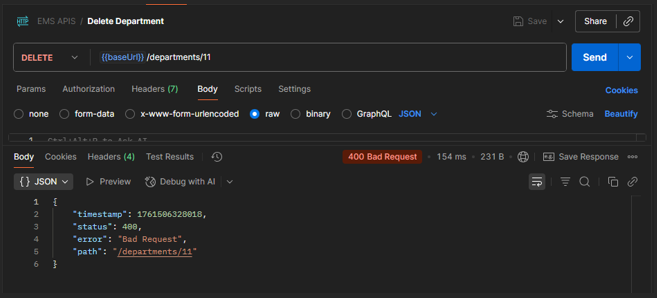 HTTP EMS APIS / Delete Department Save Share
DELETE {{baseUrl}} /departments/11 Send
Params Authorization Headers (7) Body Scripts Settings Cookies
none form-data x-www-form-urlencoded raw binary GraphQL JSON Schema Beautify
1 Ctrl+Alt+P to Ask AI
Body Cookies Headers (4) Test Results 400 Bad Request 154 ms 231 B Save Response
{} JSON Preview Debug with AI
1 {
2 "timestamp": 1761506328018,
3 "status": 400,
4 "error": "Bad Request",
5 "path": "/departments/11"
6 }